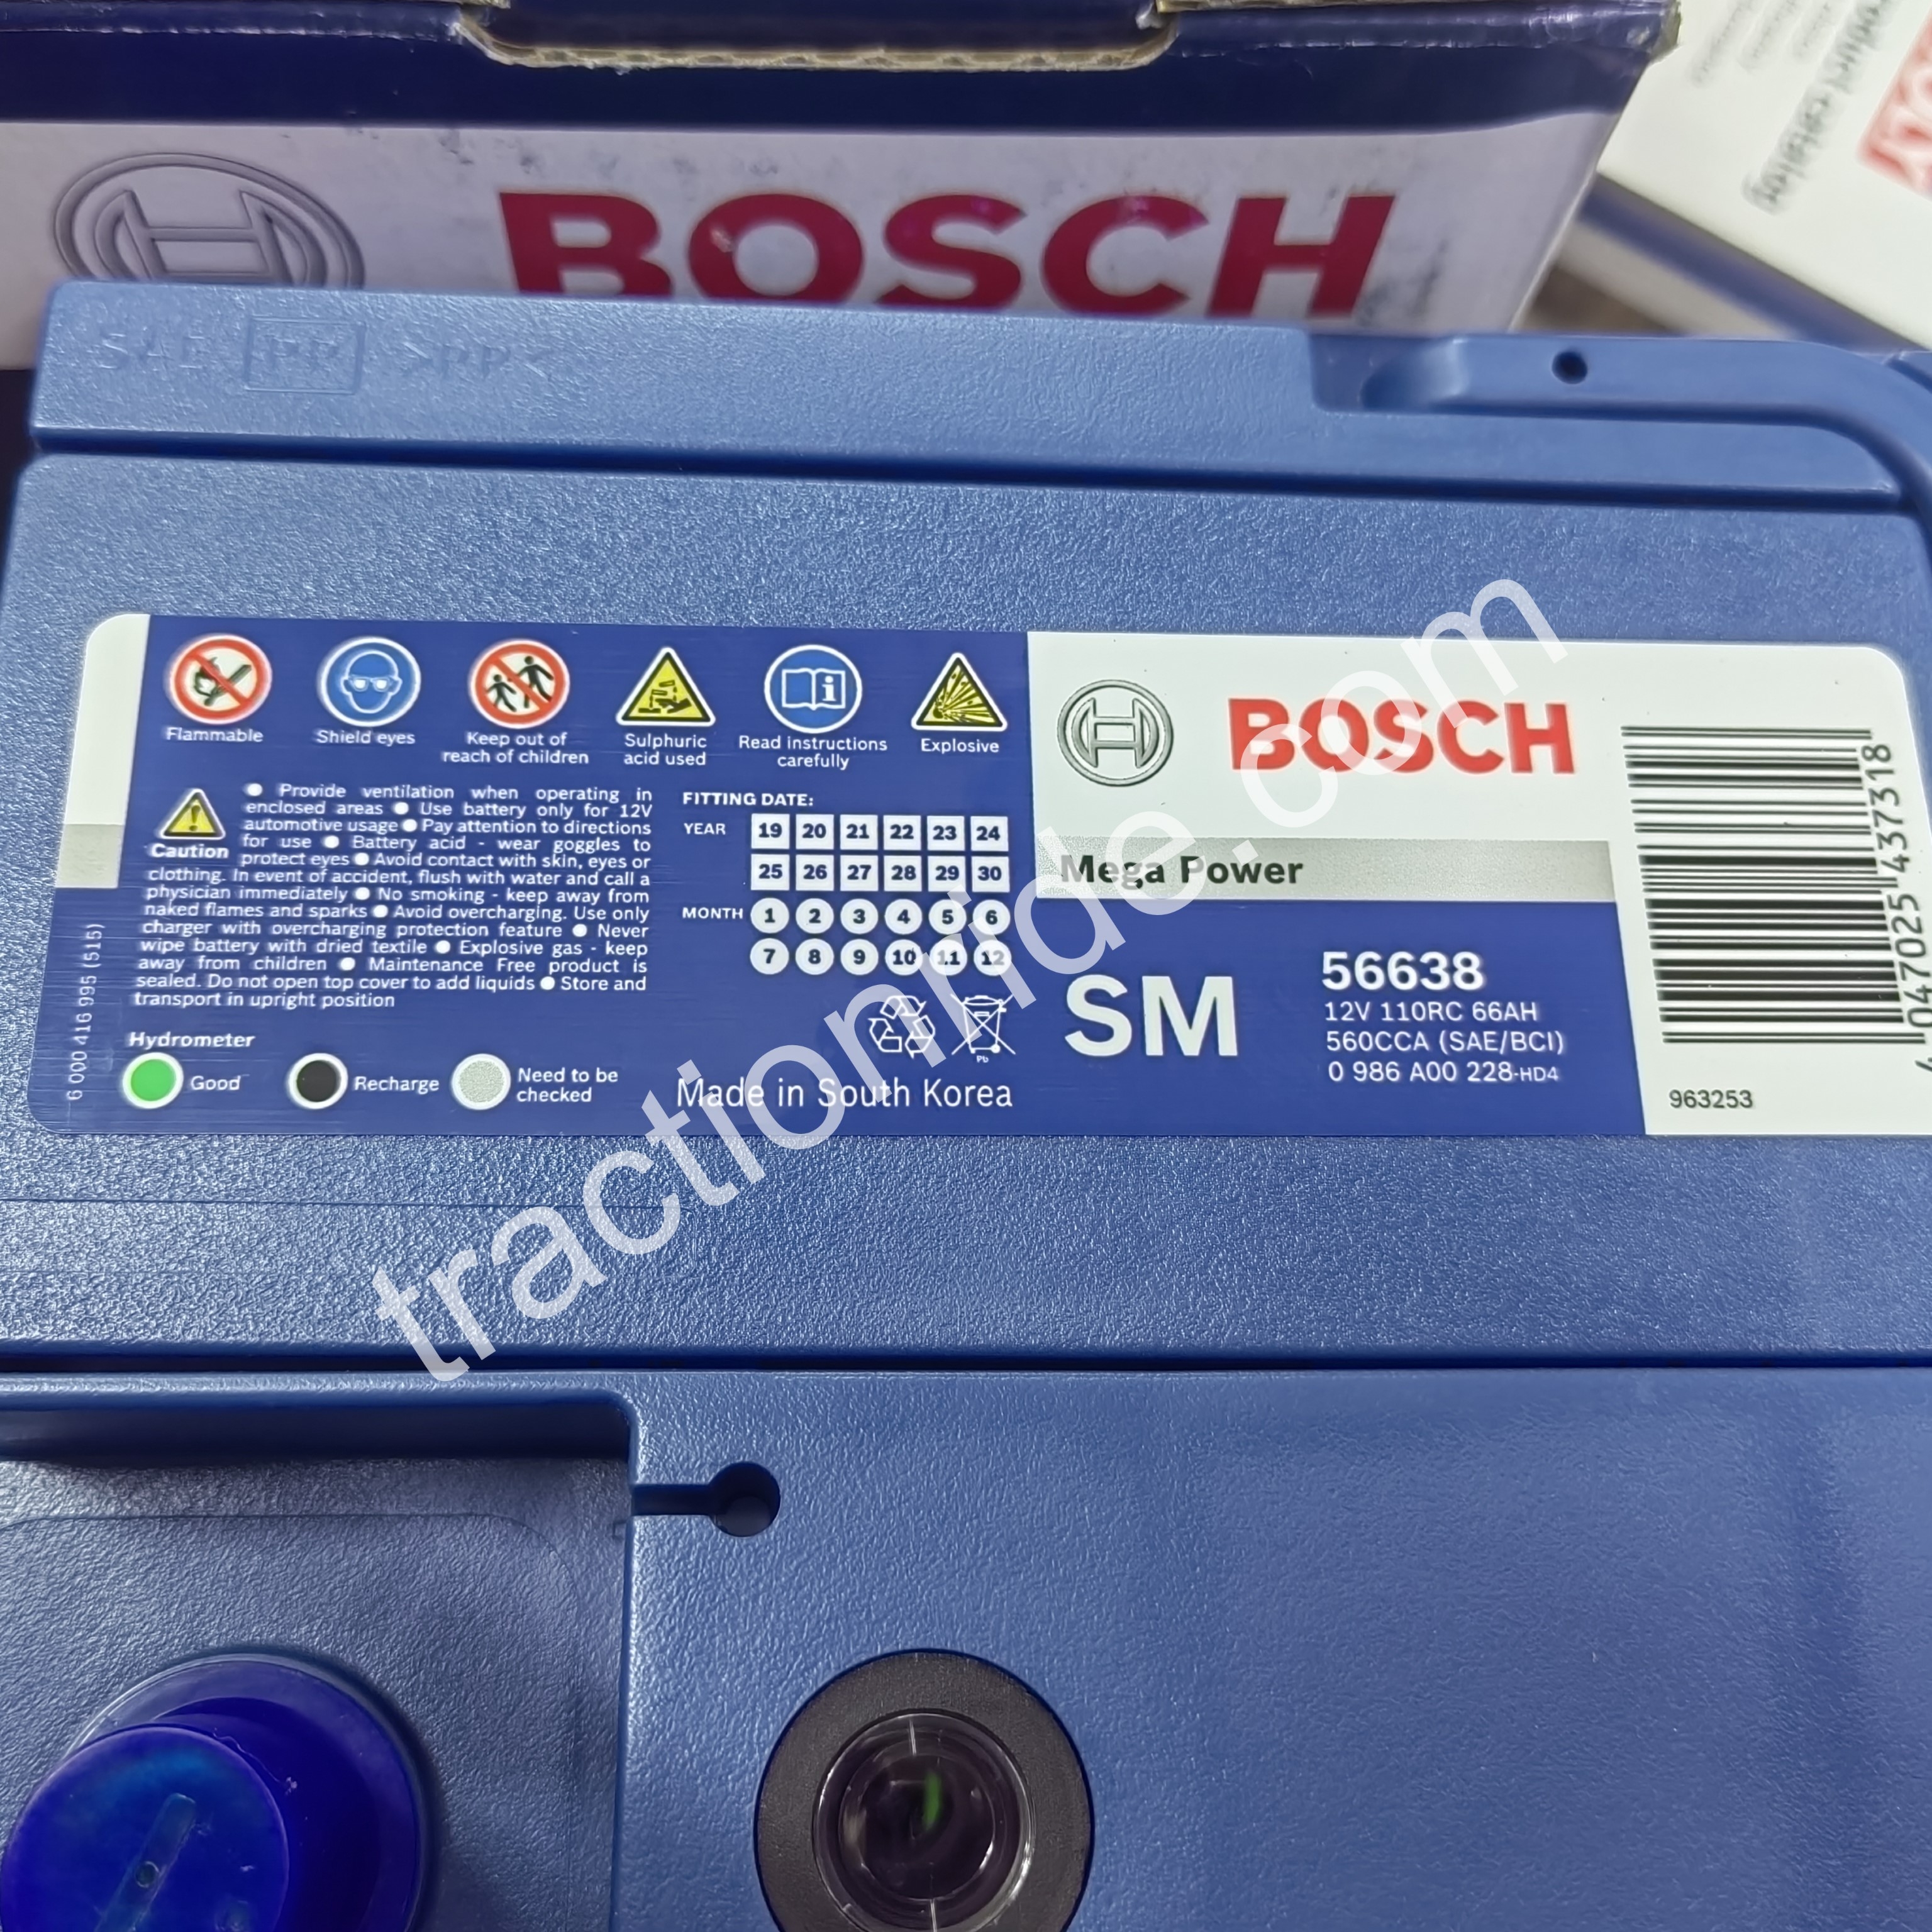 BOSCH
SAE PP >PP<
Flammable
Shield eyes
Keep out of
reach of children
Sulphuric
acid used
Read instructions
carefully
Explosive
Caution
● Provide ventilation when operating in
enclosed areas ● Use battery only for 12V
automotive usage ● Pay attention to directions
for use ● Battery acid - wear goggles to
protect eyes ● Avoid contact with skin, eyes or
clothing. In event of accident, flush with water and call a
physician immediately ● No smoking - keep away from
naked flames and sparks ● Avoid overcharging. Use only
charger with overcharging protection feature ● Never
wipe battery with dried textile ● Explosive gas - keep
away from children ● Maintenance Free product is
sealed. Do not open top cover to add liquids ● Store and
transport in upright position
Hydrometer
Good
Recharge
Need to be
checked
6 000 416 995 (515)
FITTING DATE:
YEAR 19 20 21 22 23 24
25 26 27 28 29 30
MONTH 1 2 3 4 5 6
7 8 9 10 11 12
Pb
Made in South Korea
BOSCH
Mega Power
SM
56638
12V 110RC 66AH
560CCA (SAE/BCI)
0 986 A00 228-HD4
4 047025 437318
963253
tractionride.com